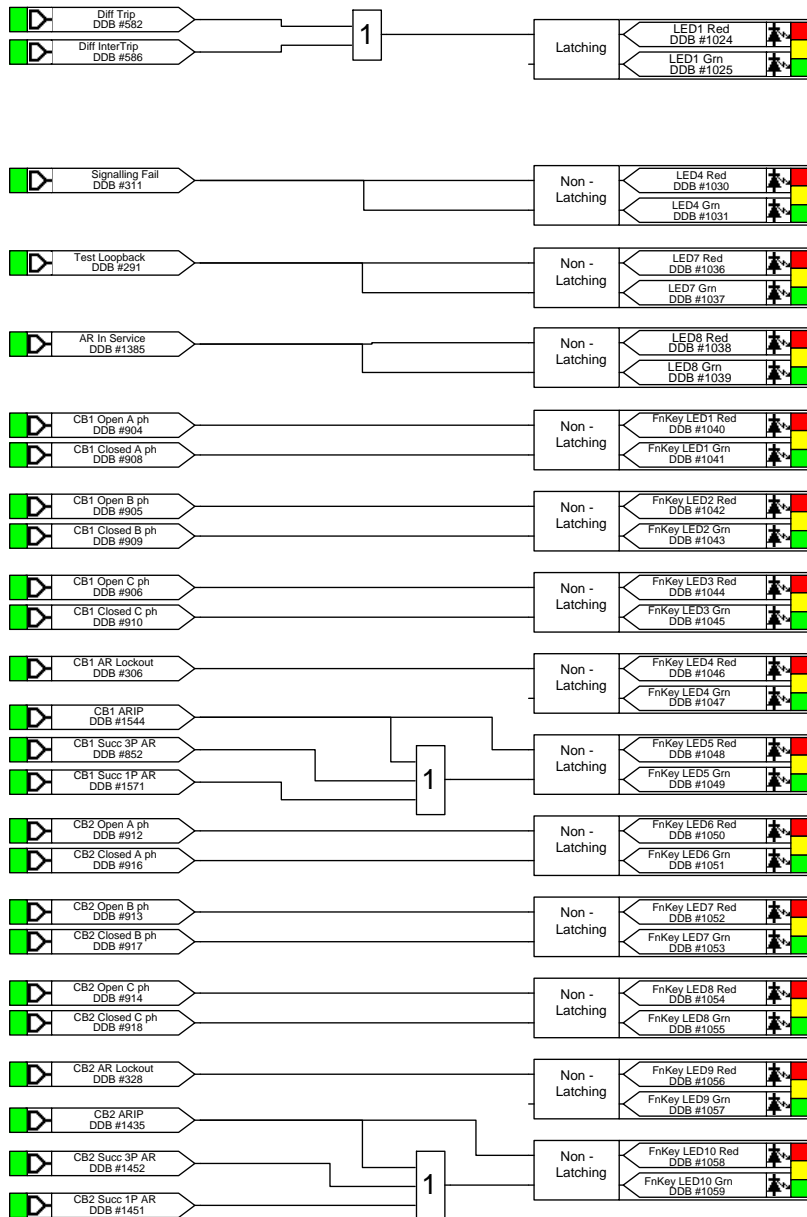 Diff Trip
DDB #582
Diff InterTrip
DDB #586
1
Latching
LED1 Red
DDB #1024
LED1 Grn
DDB #1025
Signalling Fail
DDB #311
Non -
Latching
LED4 Red
DDB #1030
LED4 Grn
DDB #1031
Test Loopback
DDB #291
Non -
Latching
LED7 Red
DDB #1036
LED7 Grn
DDB #1037
AR In Service
DDB #1385
Non -
Latching
LED8 Red
DDB #1038
LED8 Grn
DDB #1039
CB1 Open A ph
DDB #904
CB1 Closed A ph
DDB #908
Non -
Latching
FnKey LED1 Red
DDB #1040
FnKey LED1 Grn
DDB #1041
CB1 Open B ph
DDB #905
CB1 Closed B ph
DDB #909
Non -
Latching
FnKey LED2 Red
DDB #1042
FnKey LED2 Grn
DDB #1043
CB1 Open C ph
DDB #906
CB1 Closed C ph
DDB #910
Non -
Latching
FnKey LED3 Red
DDB #1044
FnKey LED3 Grn
DDB #1045
CB1 AR Lockout
DDB #306
Non -
Latching
FnKey LED4 Red
DDB #1046
FnKey LED4 Grn
DDB #1047
CB1 ARIP
DDB #1544
CB1 Succ 3P AR
DDB #852
CB1 Succ 1P AR
DDB #1571
1
Non -
Latching
FnKey LED5 Red
DDB #1048
FnKey LED5 Grn
DDB #1049
CB2 Open A ph
DDB #912
CB2 Closed A ph
DDB #916
Non -
Latching
FnKey LED6 Red
DDB #1050
FnKey LED6 Grn
DDB #1051
CB2 Open B ph
DDB #913
CB2 Closed B ph
DDB #917
Non -
Latching
FnKey LED7 Red
DDB #1052
FnKey LED7 Grn
DDB #1053
CB2 Open C ph
DDB #914
CB2 Closed C ph
DDB #918
Non -
Latching
FnKey LED8 Red
DDB #1054
FnKey LED8 Grn
DDB #1055
CB2 AR Lockout
DDB #328
Non -
Latching
FnKey LED9 Red
DDB #1056
FnKey LED9 Grn
DDB #1057
CB2 ARIP
DDB #1435
CB2 Succ 3P AR
DDB #1452
CB2 Succ 1P AR
DDB #1451
1
Non -
Latching
FnKey LED10 Red
DDB #1058
FnKey LED10 Grn
DDB #1059